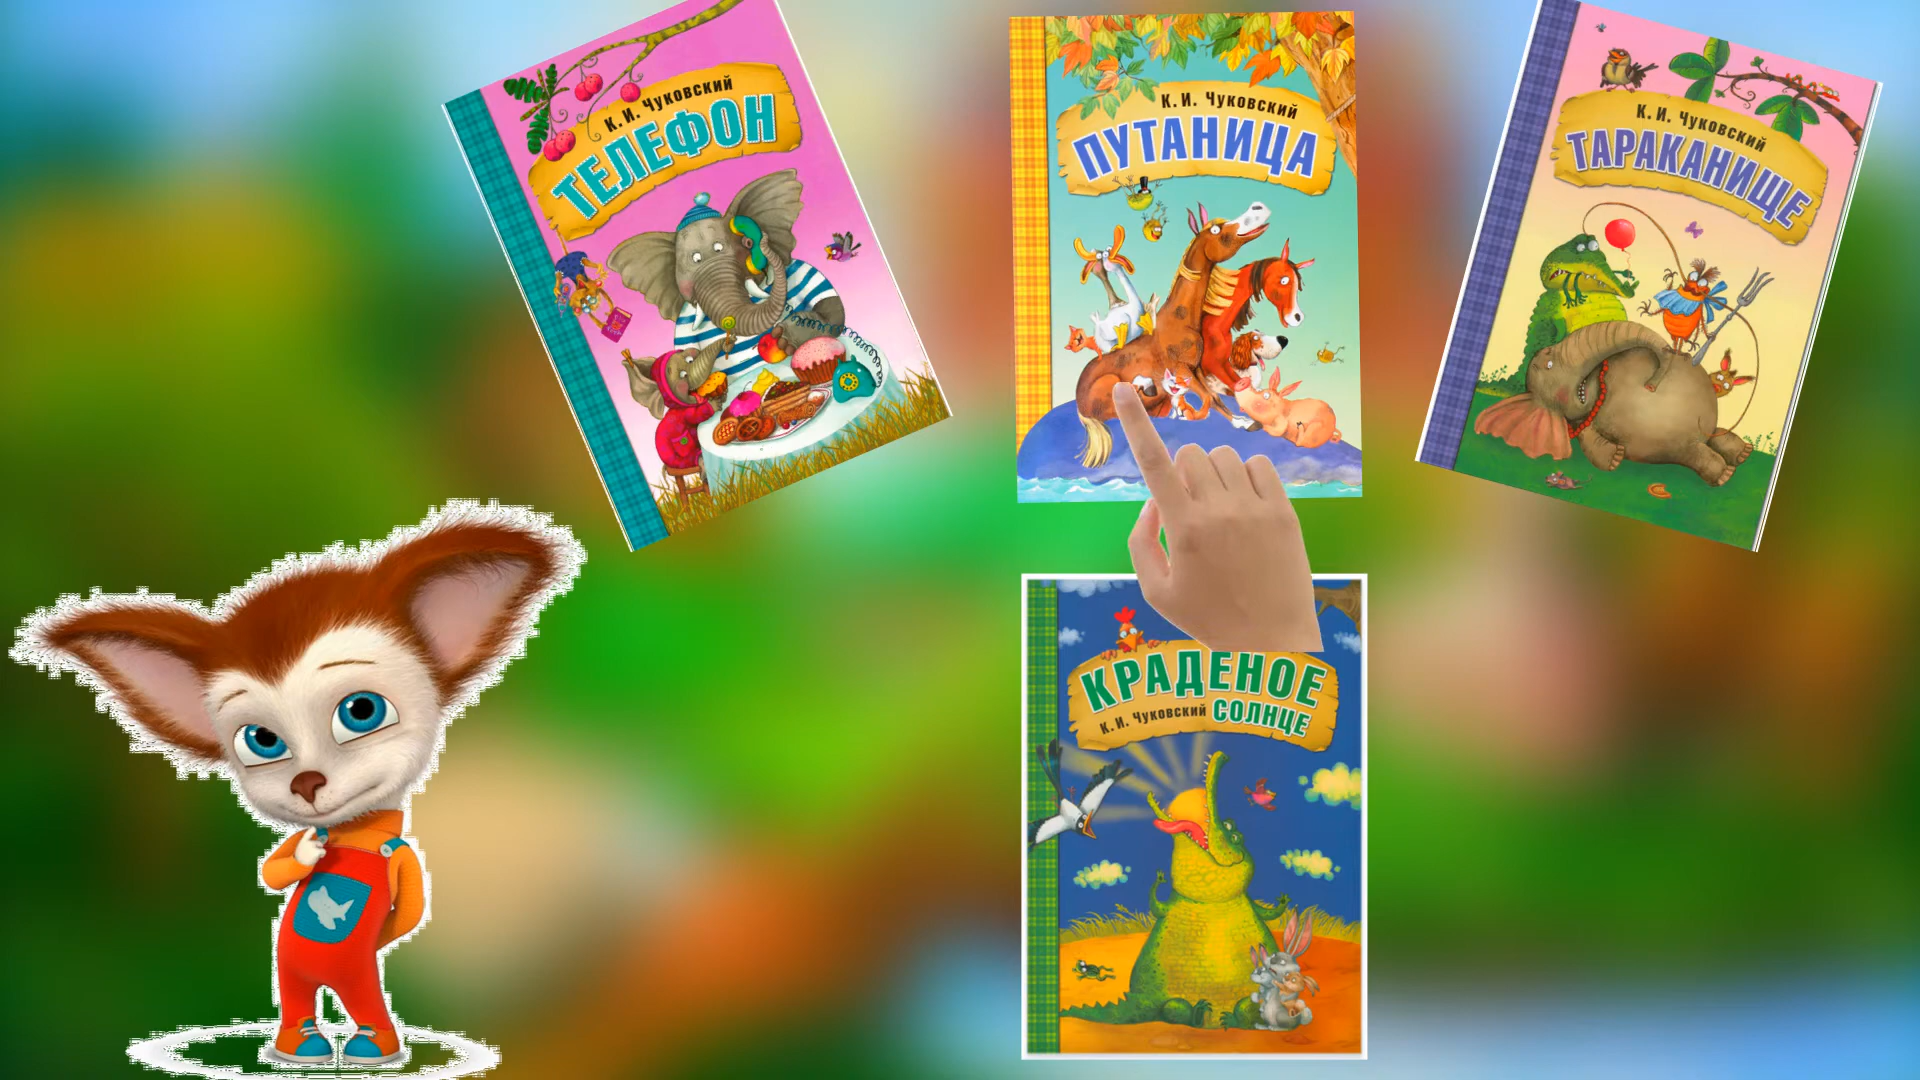 К. И. Чуковский
ТЕЛЕФОН
К. И. Чуковский
ПУТАНИЦА
К. И. Чуковский
ТАРАКАНИЩЕ
КРАДЕНОЕ
К. И. Чуковский СОЛНЦЕ